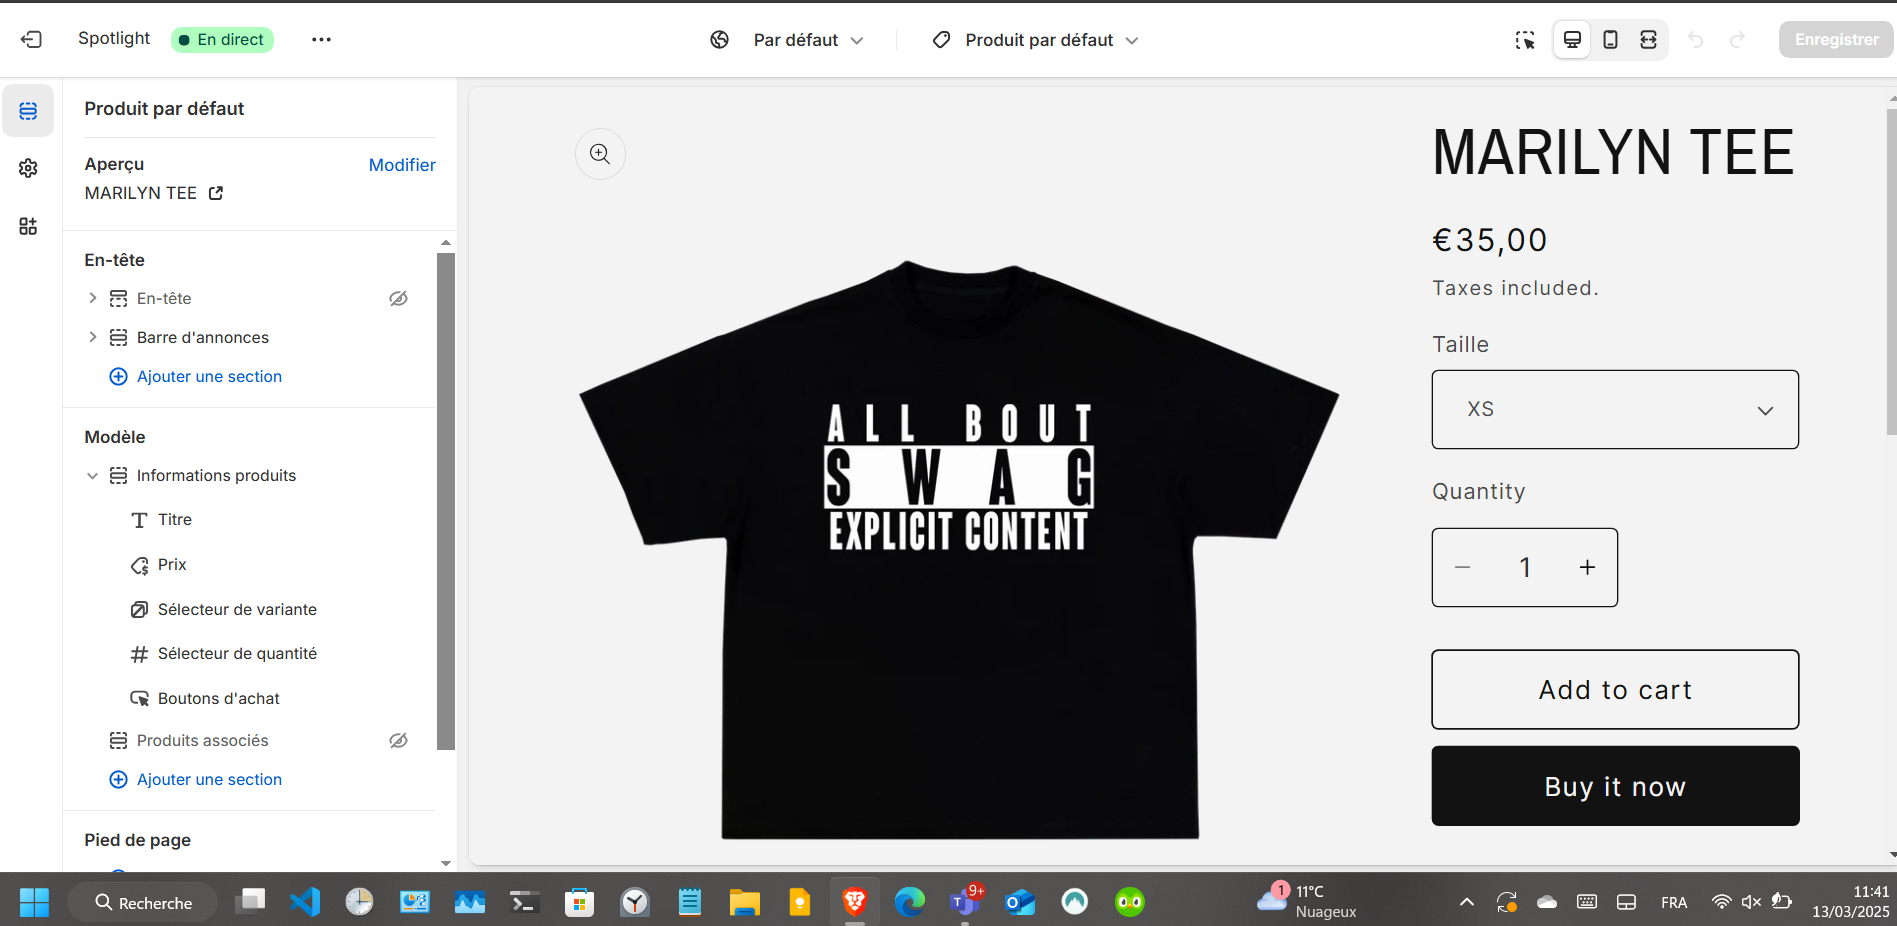 Spotlight
En direct
Par défaut
Produit par défaut
Enregistrer
Produit par défaut
Aperçu
Modifier
MARILYN TEE
En-tête
En-tête
Barre d'annonces
Ajouter une section
Modèle
Informations produits
Titre
Prix
Sélecteur de variante
Sélecteur de quantité
Boutons d'achat
Produits associés
Ajouter une section
Pied de page
ALL BOUT
SWAG
EXPLICIT CONTENT
MARILYN TEE
€35,00
Taxes included.
Taille
XS
Quantity
1
Add to cart
Buy it now
Recherche
9+
1
11°C
Nuageux
FRA
11:41
13/03/2025